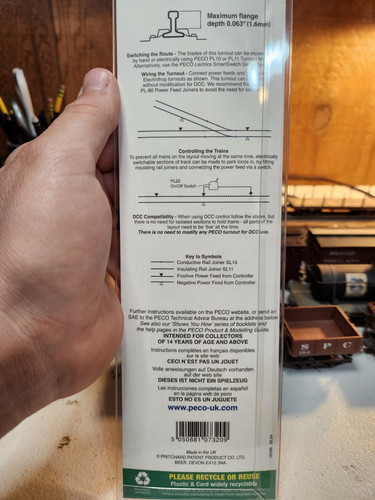 Maximum flange
depth 0.063" (1.6mm)
Switching the Route - The blades of this turnout can be moved
by hand or electrically using PECO PL10 or PL11 Turnout
Alternatively, use the PECO Lectrics SmartSwitch
Wiring the Turnout - Connect power feeds and
Electrofrog turnouts as shown. This turnout can
without modification for DCC. We recommend the
PL-80 Power Feed Joiners to avoid the need for
Controlling the Trains
To prevent all trains on the layout moving at the same time, electrically
switchable sections of track can be made to park locos in, by fitting
insulating rail joiners and connecting the power feed via a switch.
PL22
On/Off Switch
DCC Compatibility - When using DCC control follow the above, but
there is no need for isolated sections to hold trains - all parts of the
layout need to be 'live' all the time.
There is no need to modify any PECO turnout for DCC use.
Key to Symbols
Conductive Rail Joiner SL10
Insulating Rail Joiner SL11
Positive Power Feed from Controller
Negative Power Feed from Controller
Further instructions available on the PECO website, or send an
SAE to the PECO Technical Advice Bureau at the address below.
See also our 'Shows You How' series of booklets and
the help pages in the PECO Product & Modeling Guide.
INTENDED FOR COLLECTORS
OF 14 YEARS OF AGE AND ABOVE
Instructions complètes en français disponibles
sur le site web
CECI N'EST PAS UN JOUET
Volle anweisungen auf Deutsch vorhanden
auf der web site
DIESES IST NICHT EIN SPIELZEUG
Las instrucciones completas en español
en la página web de peco
ESTO NO ES UN JUGUETE
www.peco-uk.com
5 050881 073209
Made in the UK
© PRITCHARD PATENT PRODUCT CO. LTD.
BEER, DEVON EX12 3NA
PLEASE RECYCLE OR REUSE
Plastic & Card widely recyclable
S P C